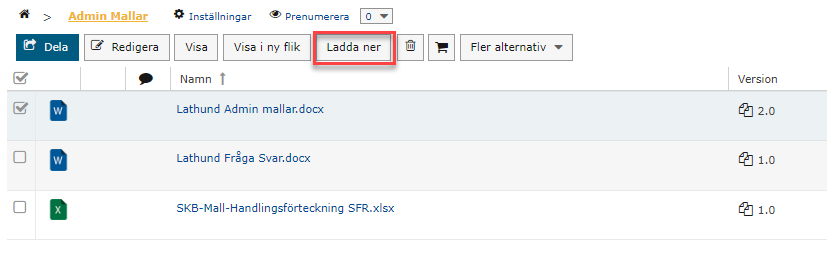 > Admin Mallar Inställningar Prenumerera 0
Dela Redigera Visa Visa i ny flik Ladda ner Fler alternativ
Namn Version
W Lathund Admin mallar.docx 2.0
W Lathund Fråga Svar.docx 1.0
X SKB-Mall-Handlingsförteckning SFR.xlsx 1.0